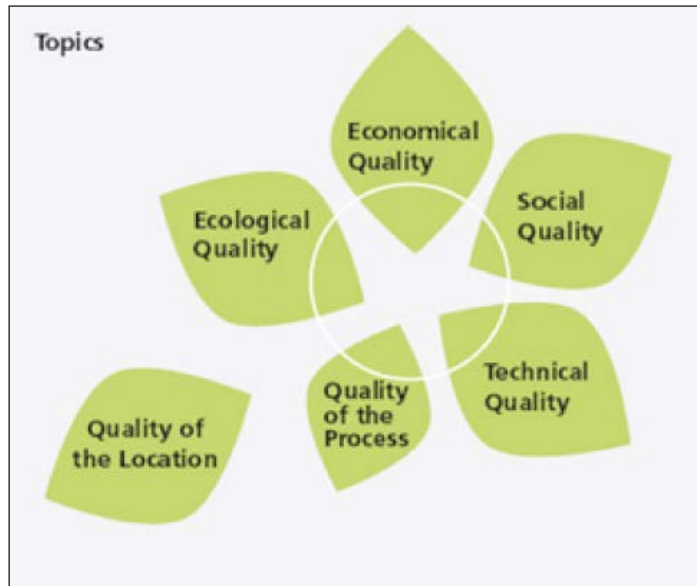 Topics
Economical
Quality
Social
Quality
Ecological
Quality
Technical
Quality
Quality
of the
Process
Quality of
the Location